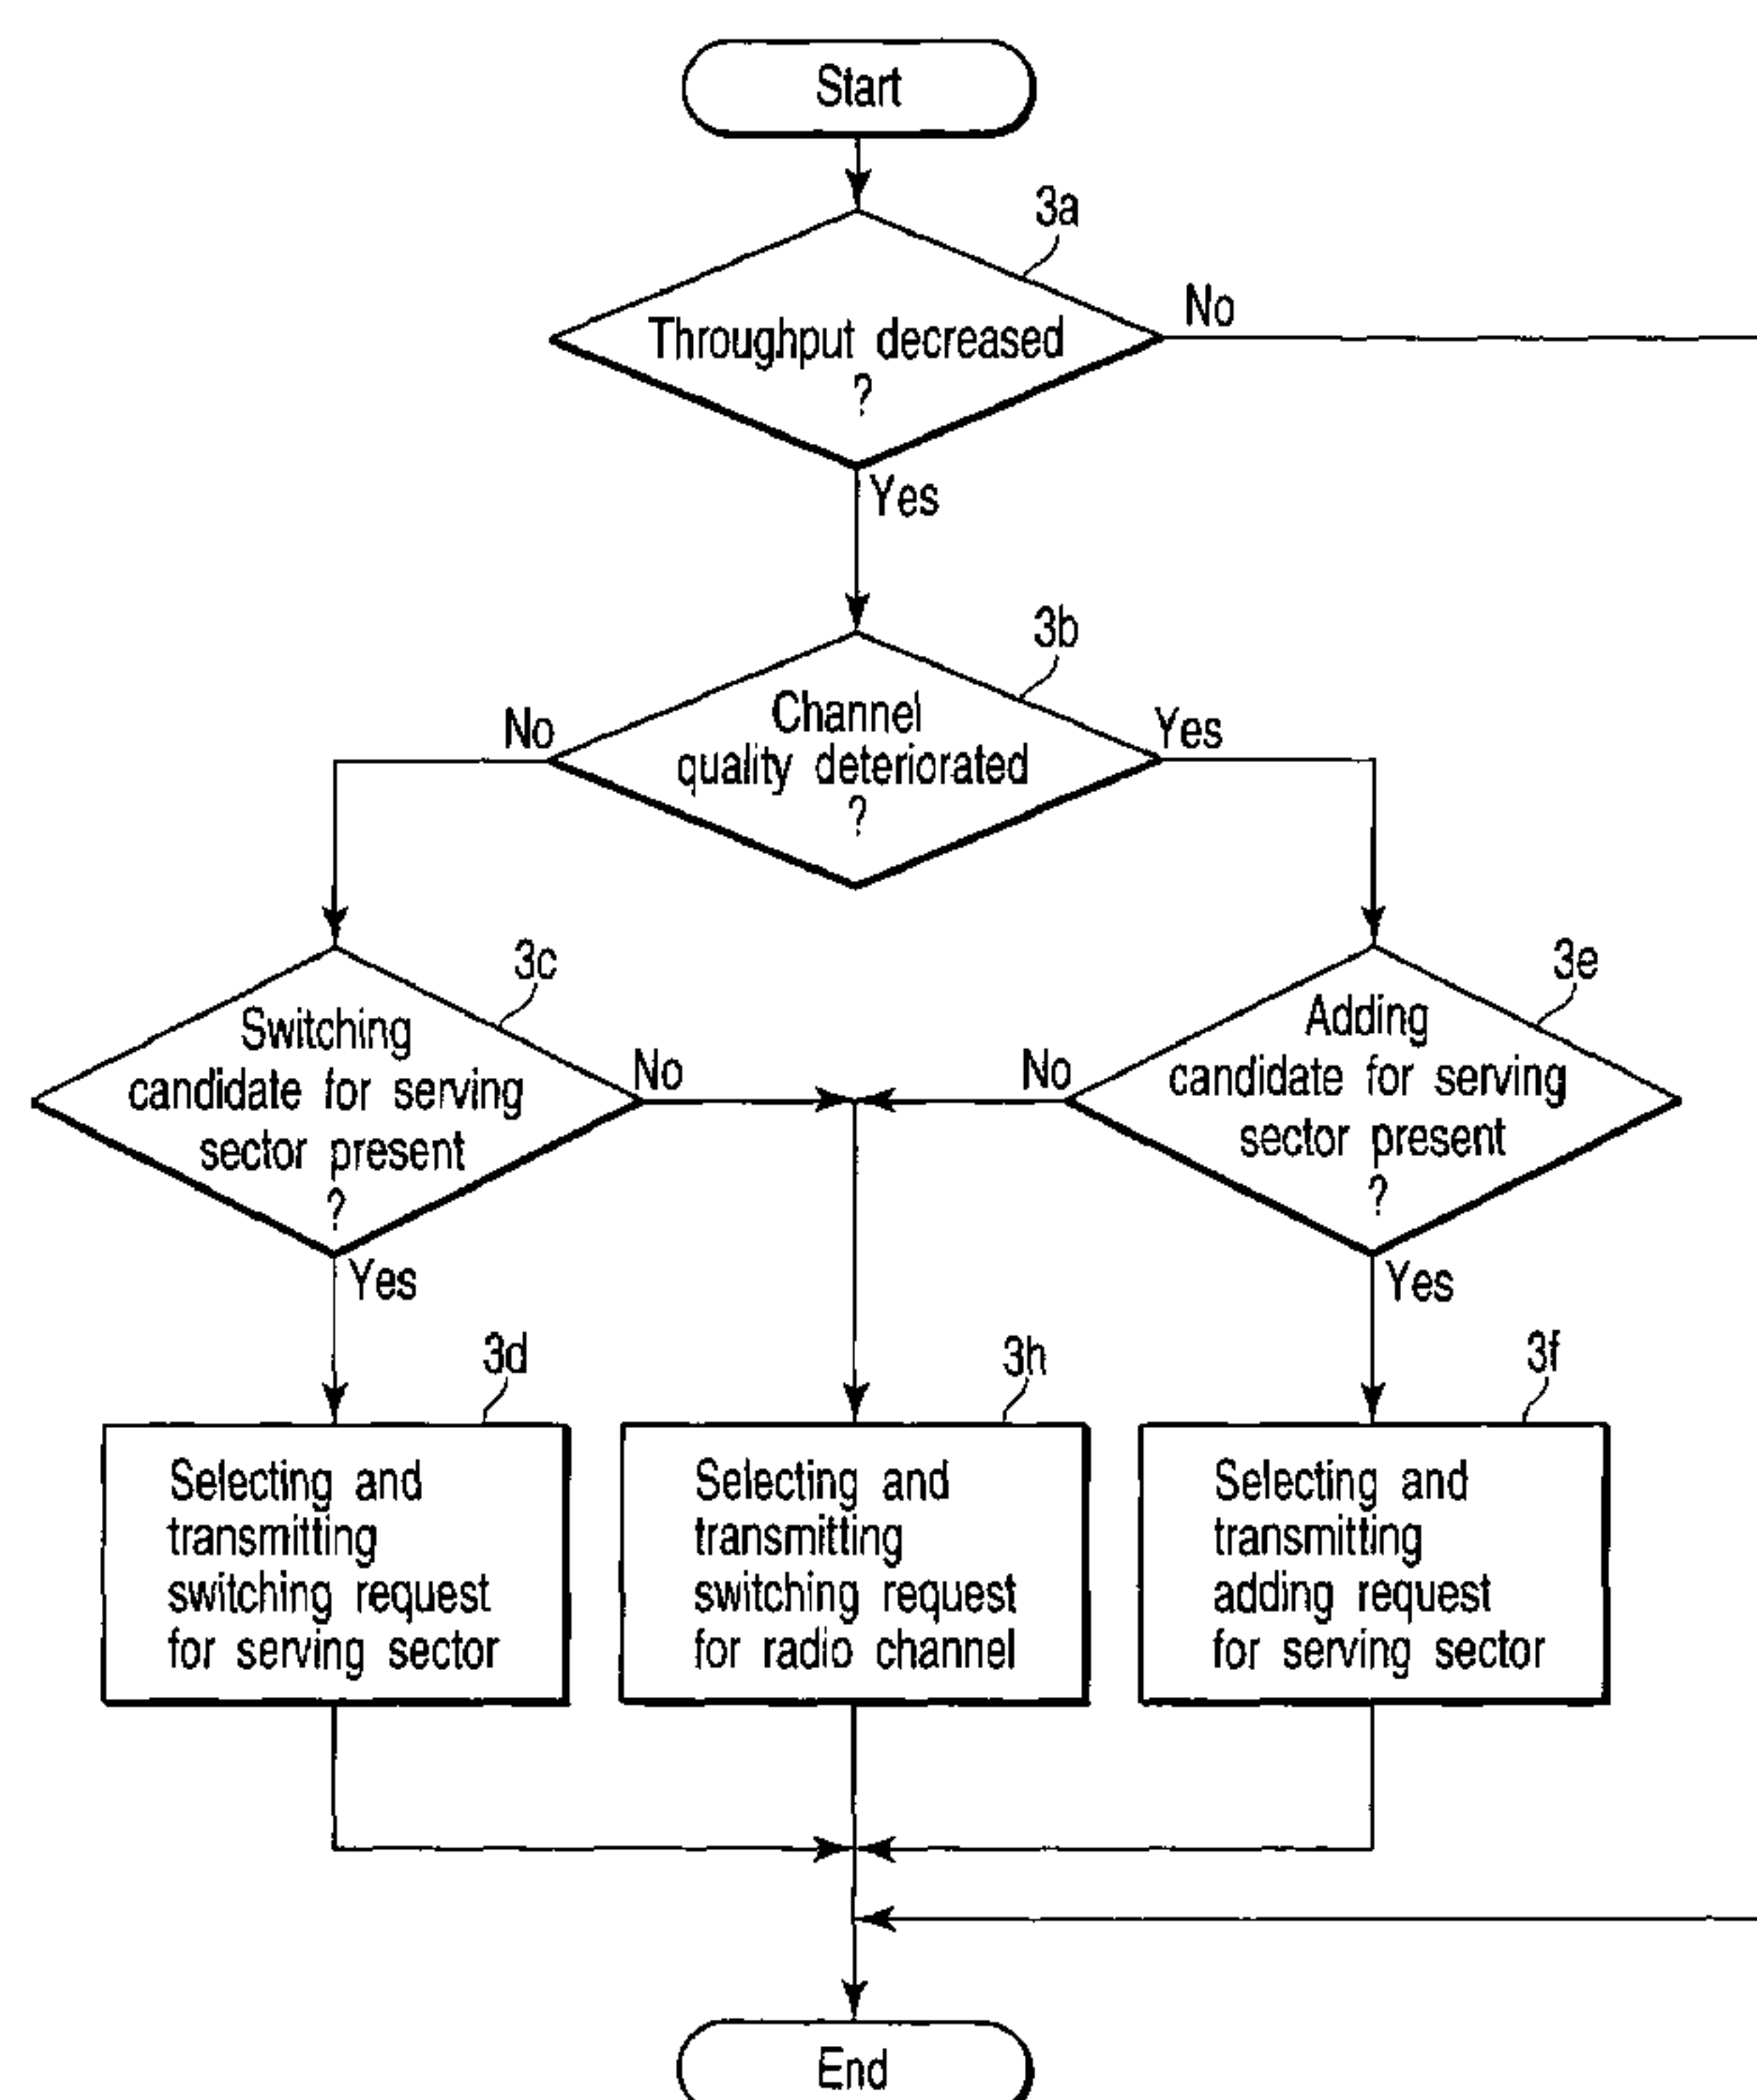 Start
3a
No
Throughput decreased
?
Yes
3b
No
Channel
quality deteriorated
?
Yes
3c
Switching
candidate for serving
sector present
?
No
Yes
3e
Adding
candidate for serving
sector present
?
No
Yes
3d
Selecting and
transmitting
switching request
for serving sector
3h
Selecting and
transmitting
switching request
for radio channel
3f
Selecting and
transmitting
adding request
for serving sector
End